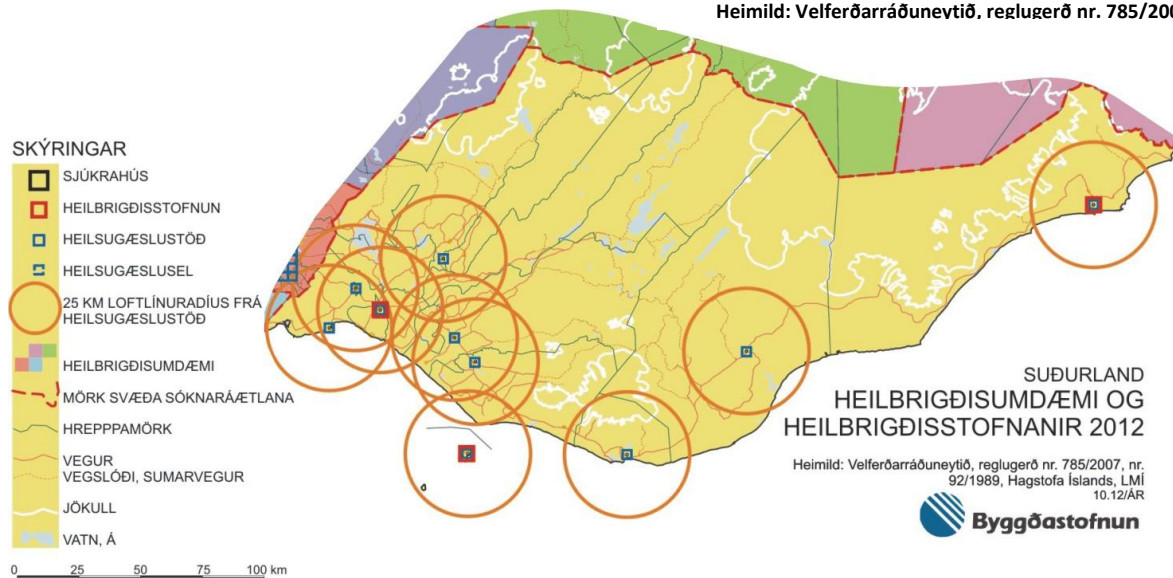 Heimild: Velferðarráðuneytið, reglugerð nr. 785/200
SKÝRINGAR
SJÚKRAHÚS
HEILBRIGÐISSTOFNUN
HEILSUGÆSLUSTÖÐ
HEILSUGÆSLUSEL
25 KM LOFTLÍNURADÍUS FRÁ
HEILSUGÆSLUSTÖÐ
HEILBRIGÐISUMDÆMI
MÖRK SVÆÐA SÓKNARÁÆTLANA
HREPPPAMÖRK
VEGUR
VEGSLÓÐI, SUMARVEGUR
JÖKULL
VATN, Á
0 25 50 75 100 km
SUÐURLAND
HEILBRIGÐISUMDÆMI OG
HEILBRIGÐISSTOFNANIR 2012
Heimild: Velferðarráðuneytið, reglugerð nr. 785/2007, nr.
92/1989, Hagstofa Íslands, LMÍ
10.12/ÁR
Byggðastofnun